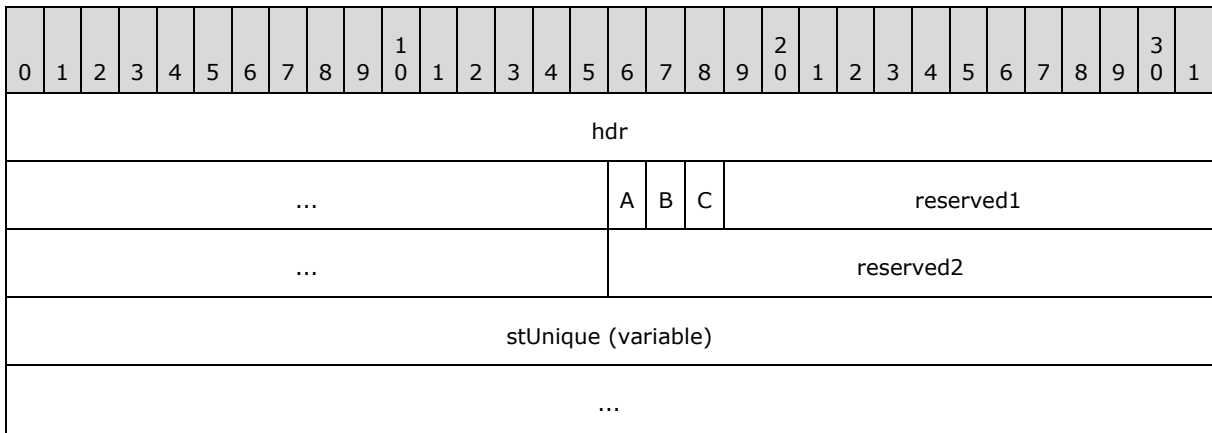 1 2 3
0 1 2 3 4 5 6 7 8 9 0 1 2 3 4 5 6 7 8 9 0 1 2 3 4 5 6 7 8 9 0 1
hdr
... A B C reserved1
... reserved2
stUnique (variable)
...